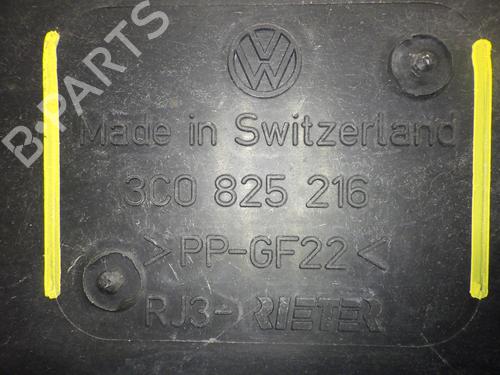 B-PARTS
VW
Made in Switzerland
3C0 825 216
>PP-GF22<
RJ3-RIETER